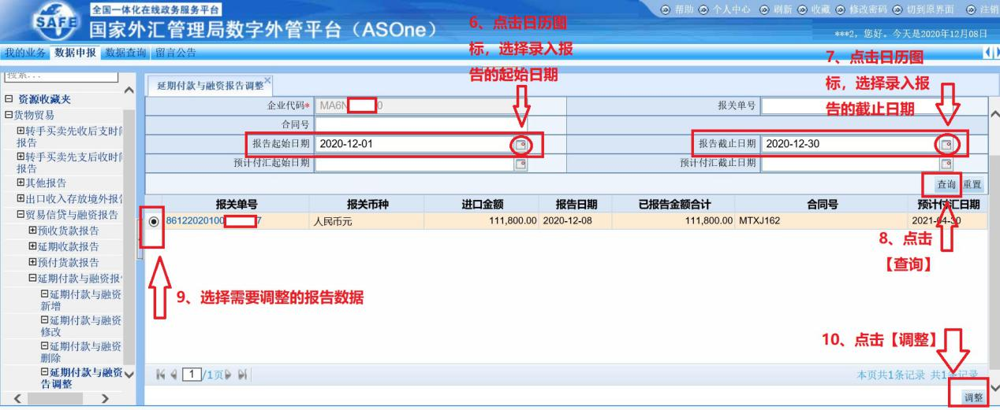 全国一体化在线政务服务平台
SAFE
国家外汇管理局数字外管平台（ASOne）
帮助 个人中心 刷新 收藏 修改密码 切到原界面 注销
***2，您好。今天是2020年12月08日
我的业务 数据申报 数据查询 留言公告
6、点击日历图
标，选择录入报
告的起始日期
7、点击日历图
标，选择录入报
告的截止日期
搜索...
资源收藏夹
货物贸易
转手买卖先收后支时间
报告
转手买卖先支后收时间
报告
其他报告
出口收入存放境外报告
贸易信贷与融资报告
预收货款报告
延期收款报告
预付货款报告
延期付款与融资报
延期付款与融资
新增
延期付款与融资
修改
延期付款与融资
删除
延期付款与融资
告调整
延期付款与融资报告调整
企业代码* MA6N 0 报关单号
合同号
报告起始日期 2020-12-01 报告截止日期 2020-12-30
预计付汇起始日期 预计付汇截止日期
查询 重置
报关单号 报关币种 进口金额 报告日期 已报告金额合计 合同号 预计付汇日期
86122020100 7 人民币元 111,800.00 2020-12-08 111,800.00 MTXJ162 2021-04-30
8、点击
【查询】
9、选择需要调整的报告数据
10、点击【调整】
1 /1页 本页共1条记录 共1条记录
调整